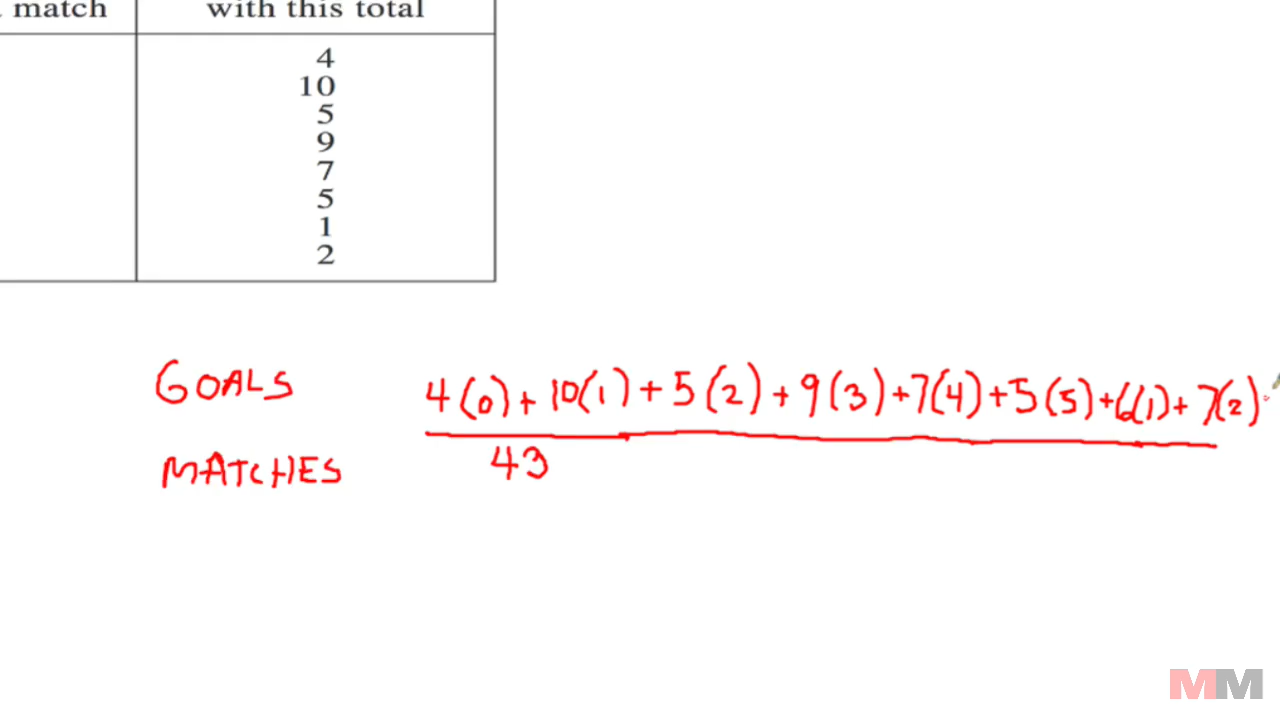 match with this total
4
10
5
9
7
5
1
2
GOALS 4(0)+10(1)+5(2)+9(3)+7(4)+5(5)+6(1)+7(2)
MATCHES 43
MM